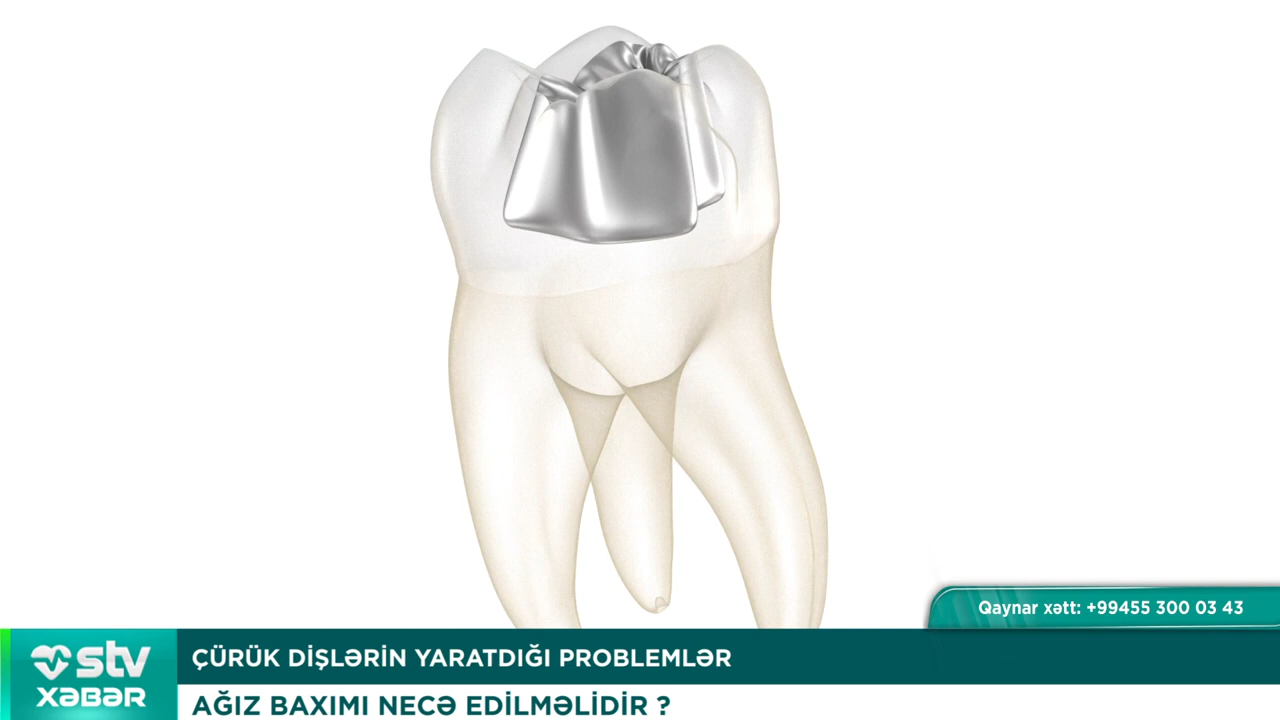 Qaynar xətt: +99455 300 03 43
stv
XƏBƏR
ÇÜRÜK DİŞLƏRİN YARATDIĞI PROBLEMLƏR
AĞIZ BAXIMI NECƏ EDİLMƏLİDİR ?